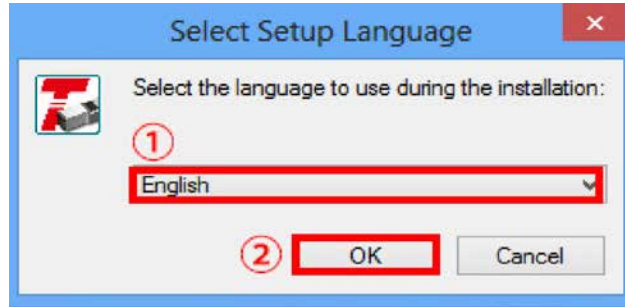 Select Setup Language
Select the language to use during the installation:
①
English
② OK Cancel